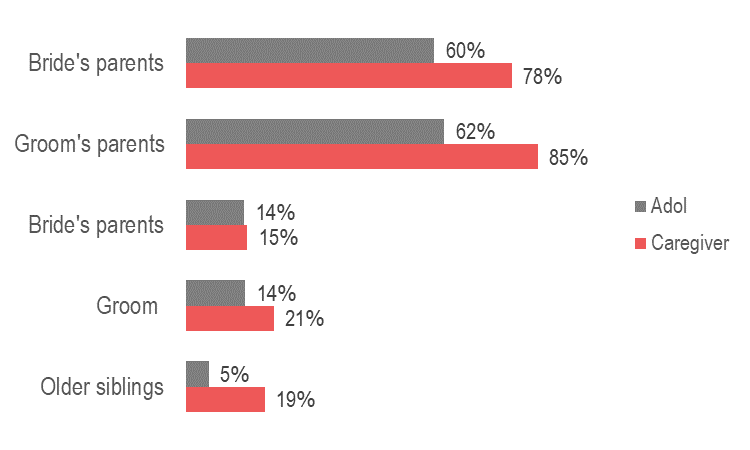 Bride's parents
60%
78%
Groom's parents
62%
85%
Bride's parents
14%
15%
Groom
14%
21%
Older siblings
5%
19%
Adol
Caregiver